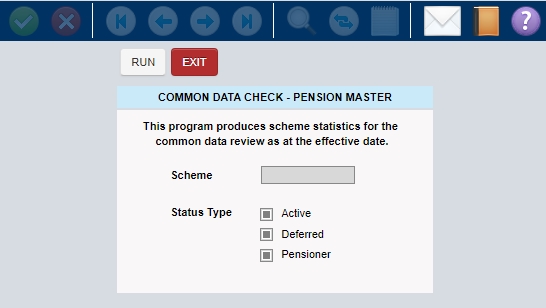 RUN EXIT
COMMON DATA CHECK - PENSION MASTER
This program produces scheme statistics for the
common data review as at the effective date.
Scheme
Status Type Active
Deferred
Pensioner